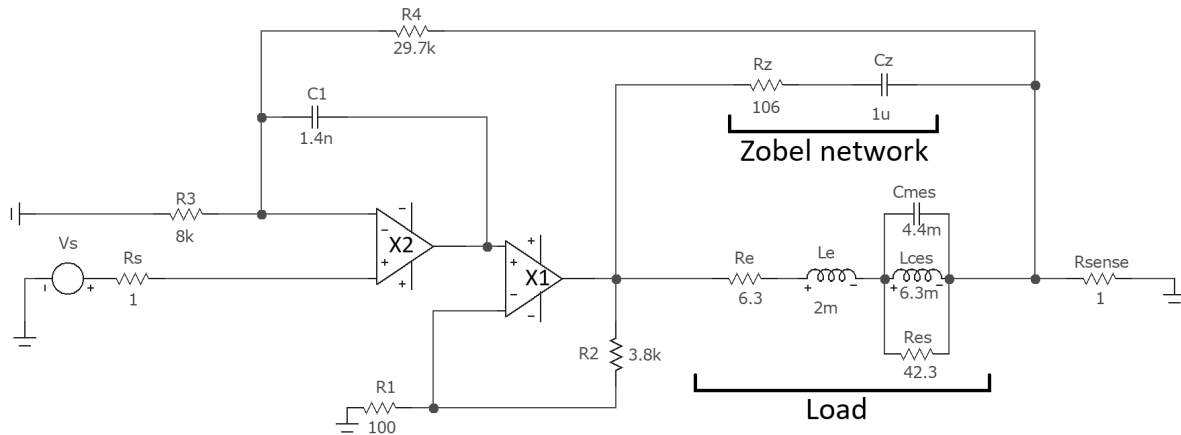 R4
29.7k
Rz
106
Cz
1u
Zobel network
C1
1.4n
R3
8k
Vs
Rs
1
X2
X1
Re
6.3
Le
2m
Cmes
4.4m
Lces
6.3m
Res
42.3
Rsense
1
R2
3.8k
R1
100
Load